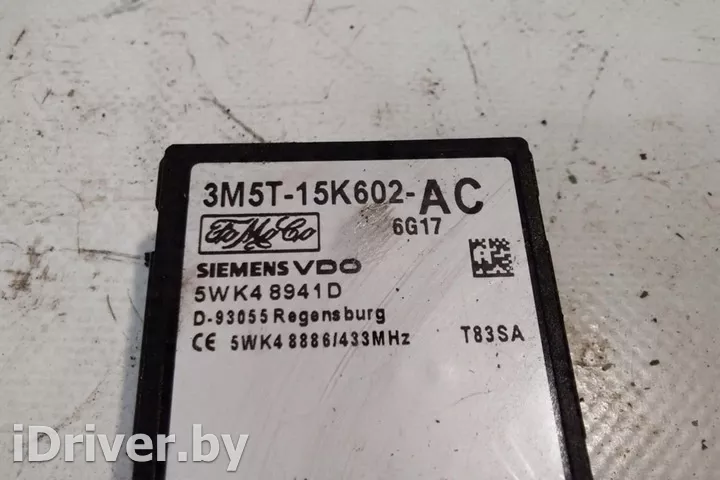 3M5T-15K602-AC
FoMoCo
6G17
SIEMENS VDO
5WK4 8941D
D-93055 Regensburg
CE 5WK4 8886/433MHz
T83SA
iDriver.by